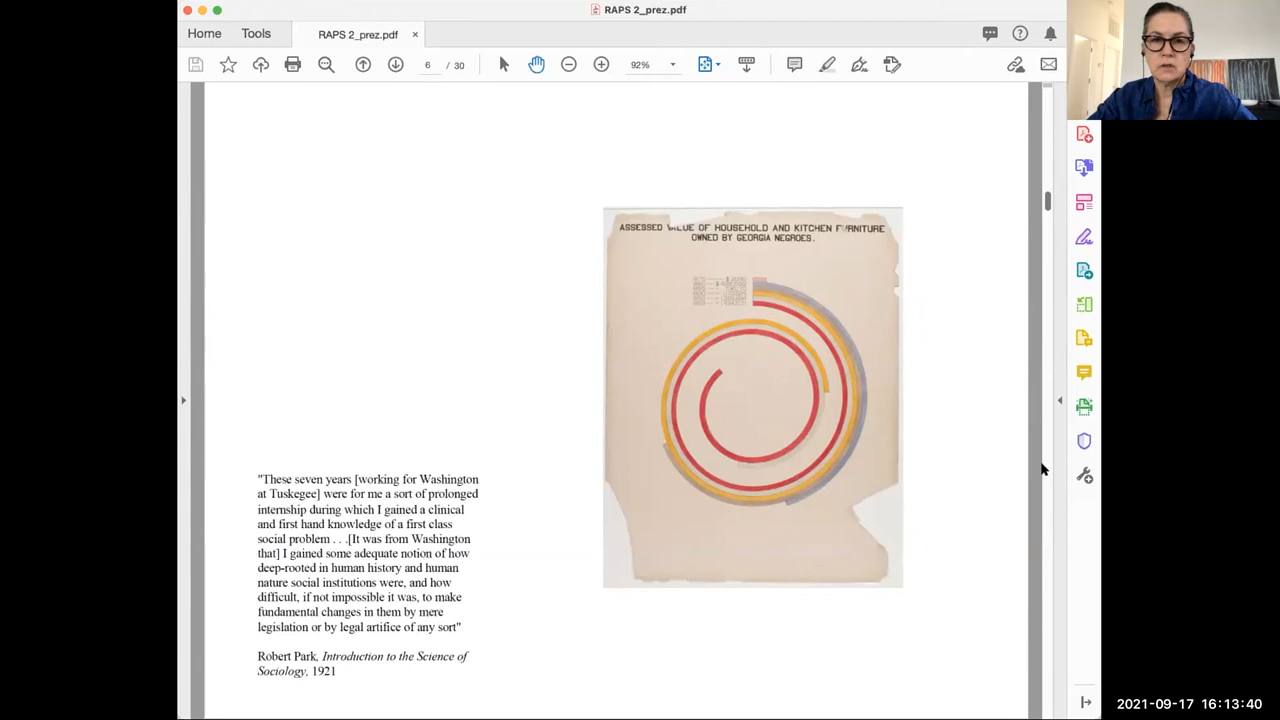 RAPS 2_prez.pdf
Home
Tools
RAPS 2_prez.pdf
6 / 30
92%
ASSESSED VALUE OF HOUSEHOLD AND KITCHEN FURNITURE
OWNED BY GEORGIA NEGROES.
"These seven years [working for Washington
at Tuskegee] were for me a sort of prolonged
internship during which I gained a clinical
and first hand knowledge of a first class
social problem . . .[It was from Washington
that] I gained some adequate notion of how
deep-rooted in human history and human
nature social institutions were, and how
difficult, if not impossible it was, to make
fundamental changes in them by mere
legislation or by legal artifice of any sort"
Robert Park, Introduction to the Science of
Sociology, 1921
2021-09-17 16:13:40